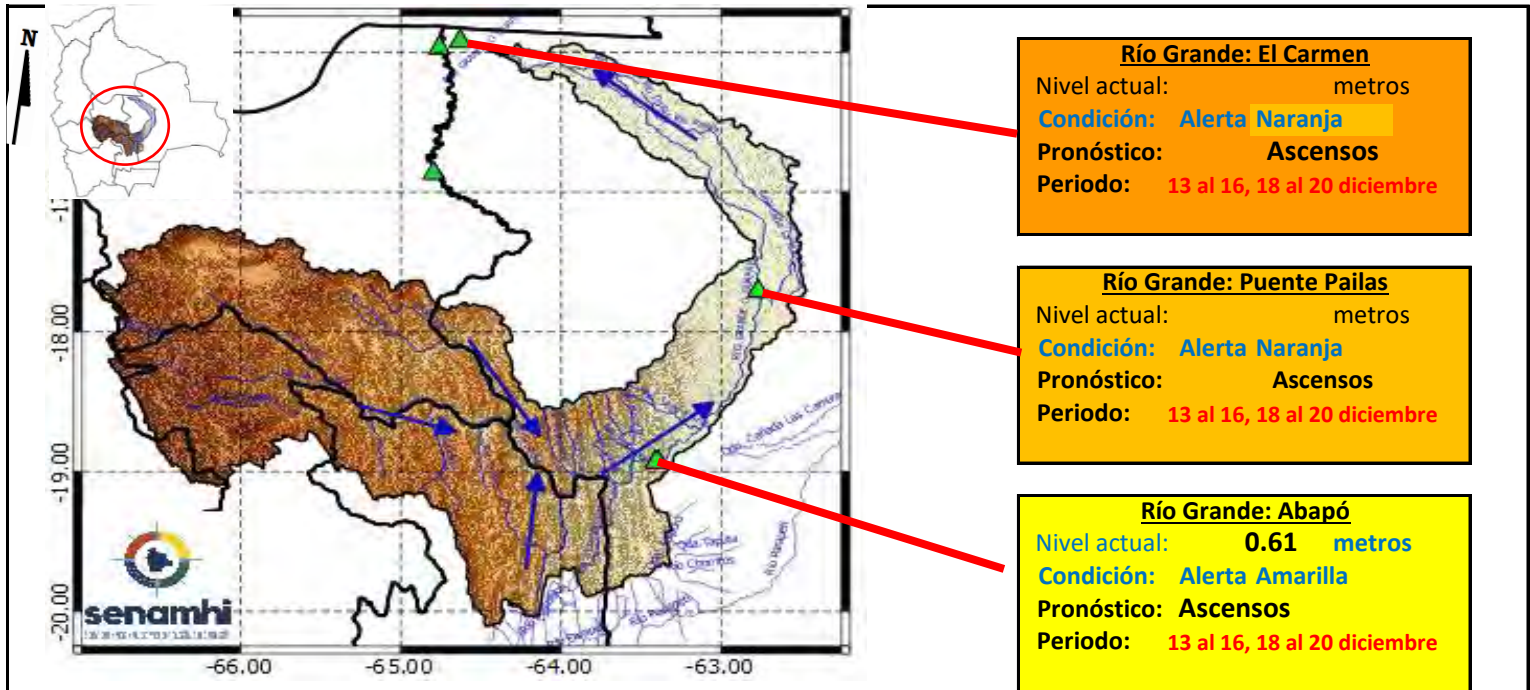 N
-17
-18.00
-19.00
-20.00
-66.00
-65.00
-64.00
-63.00
senamhi
Río Grande: El Carmen
Nivel actual: metros
Condición: Alerta Naranja
Pronóstico: Ascensos
Periodo: 13 al 16, 18 al 20 diciembre
Río Grande: Puente Pailas
Nivel actual: metros
Condición: Alerta Naranja
Pronóstico: Ascensos
Periodo: 13 al 16, 18 al 20 diciembre
Río Grande: Abapó
Nivel actual: 0.61 metros
Condición: Alerta Amarilla
Pronóstico: Ascensos
Periodo: 13 al 16, 18 al 20 diciembre